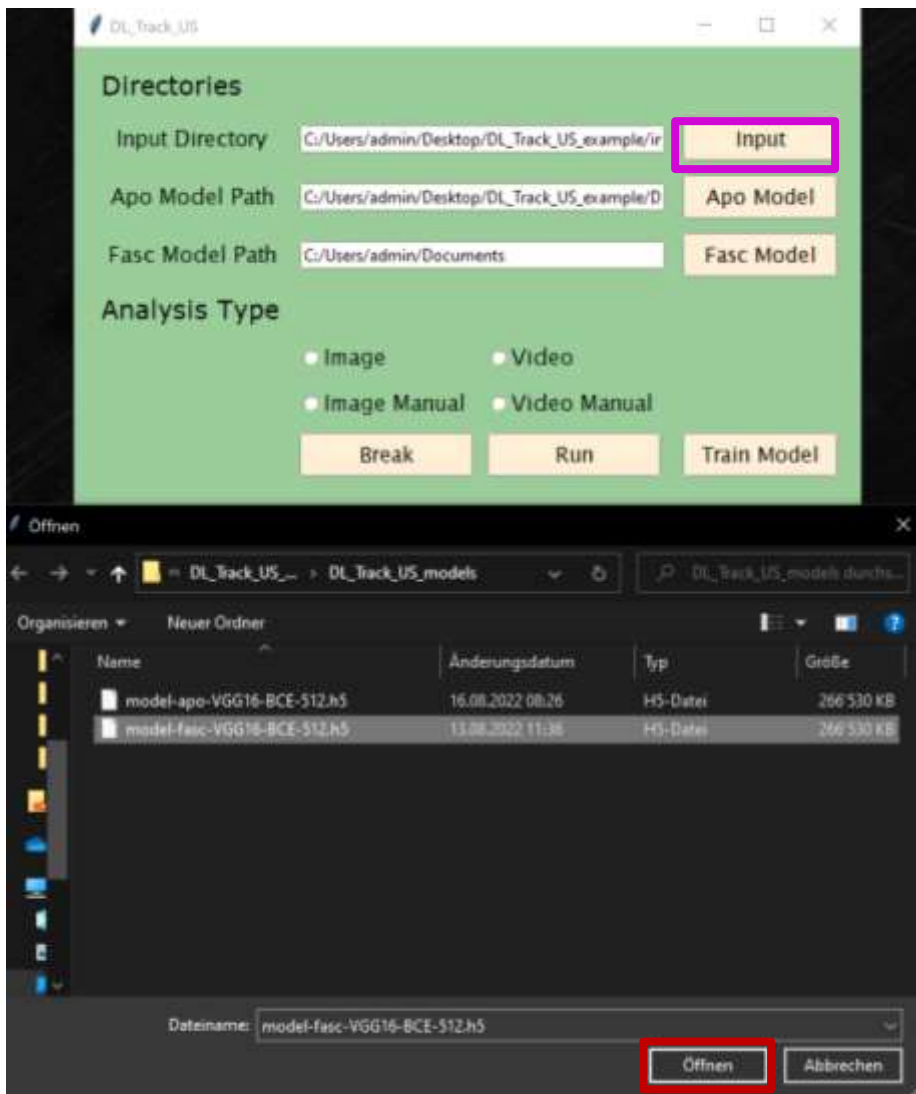 DL_Track_US
Directories
Input Directory C:/Users/admin/Desktop/DL_Track_US_example/ir Input
Apo Model Path C:/Users/admin/Desktop/DL_Track_US_example/D Apo Model
Fasc Model Path C:/Users/admin/Documents Fasc Model
Analysis Type
Image Video
Image Manual Video Manual
Break Run Train Model
Öffnen
DL_Track_US_... › DL_Track_US_models DL_Track_US_models durchs...
Organisieren Neuer Ordner
Name Änderungsdatum Typ Größe
model-apo-VGG16-BCE-512.h5 16.08.2022 08:26 H5-Datei 266'530 KB
model-fasc-VGG16-BCE-512.h5 13.08.2022 11:36 H5-Datei 266'530 KB
Dateiname: model-fasc-VGG16-BCE-512.h5
Öffnen Abbrechen